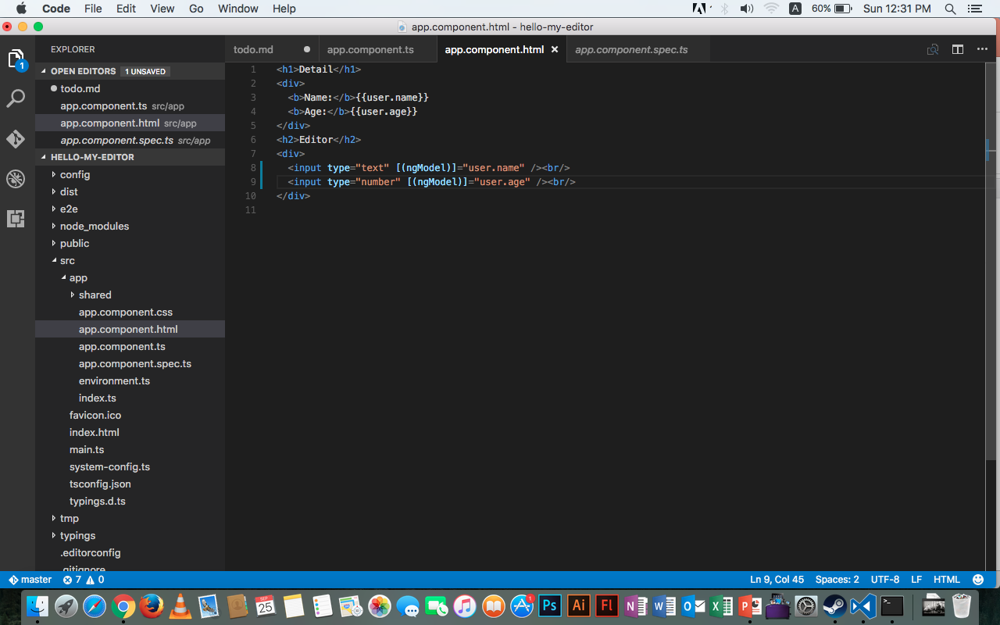 Code File Edit View Go Window Help
A 60% Sun 12:31 PM
app.component.html - hello-my-editor
EXPLORER
todo.md app.component.ts app.component.html app.component.spec.ts
1
OPEN EDITORS 1 UNSAVED
todo.md
app.component.ts src/app
app.component.html src/app
app.component.spec.ts src/app
HELLO-MY-EDITOR
config
dist
e2e
node_modules
public
src
app
shared
app.component.css
app.component.html
app.component.ts
app.component.spec.ts
environment.ts
index.ts
favicon.ico
index.html
main.ts
system-config.ts
tsconfig.json
typings.d.ts
tmp
typings
.editorconfig
.gitignore
1 <h1>Detail</h1>
2 <div>
3 <b>Name:</b>{{user.name}}
4 <b>Age:</b>{{user.age}}
5 </div>
6 <h2>Editor</h2>
7 <div>
8 <input type="text" [(ngModel)]="user.name" /><br/>
9 <input type="number" [(ngModel)]="user.age" /><br/>
10 </div>
11
master 7 0 Ln 9, Col 45 Spaces: 2 UTF-8 LF HTML
SEP
25
1
Ps Ai Fl N W O X P